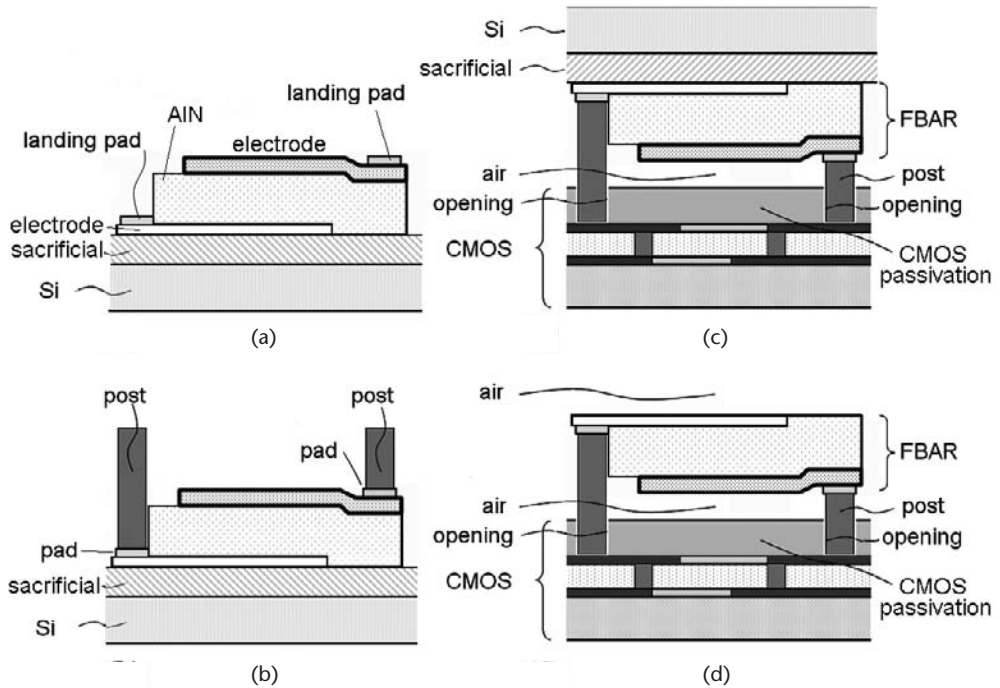 AlN
landing pad
landing pad
electrode
electrode
sacrificial
Si
(a)
Si
sacrificial
FBAR
air
post
opening
opening
CMOS
CMOS
passivation
(c)
post
post
pad
pad
sacrificial
Si
(b)
air
FBAR
air
post
opening
opening
CMOS
CMOS
passivation
(d)